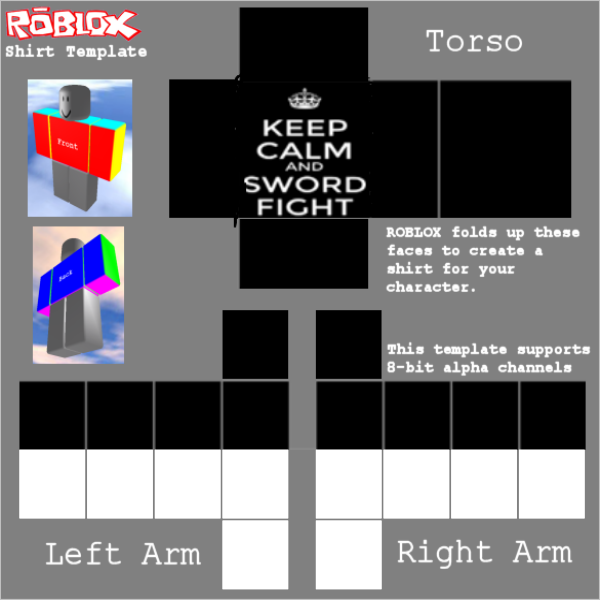 ROBLOX
Shirt Template
Torso
Front
KEEP
CALM
AND
SWORD
FIGHT
ROBLOX folds up these
faces to create a
shirt for your
character.
Back
This template supports
8-bit alpha channels
Left Arm
Right Arm